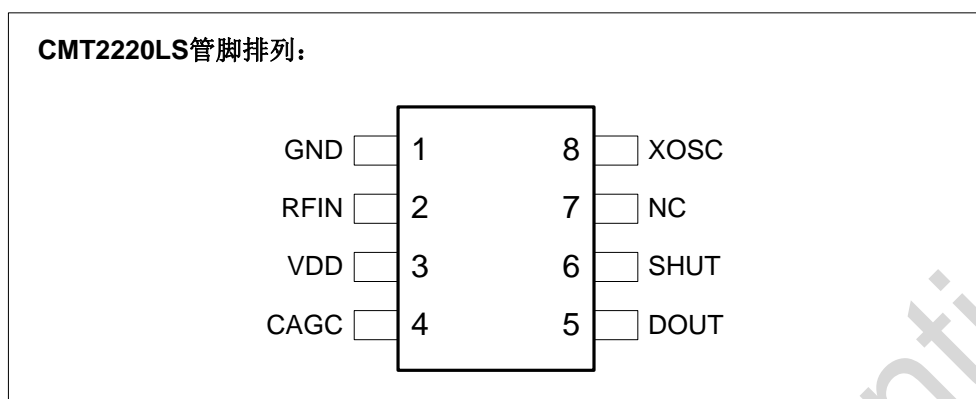 CMT2220LS管脚排列：
GND 1 8 XOSC
RFIN 2 7 NC
VDD 3 6 SHUT
CAGC 4 5 DOUT
nti